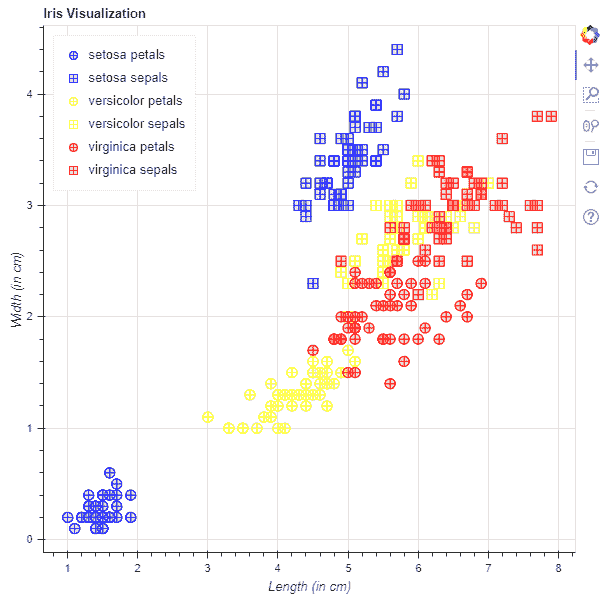 Iris Visualization
setosa petals
setosa sepals
versicolor petals
versicolor sepals
virginica petals
virginica sepals
4
3
2
1
0
Width (in cm)
1 2 3 4 5 6 7 8
Length (in cm)